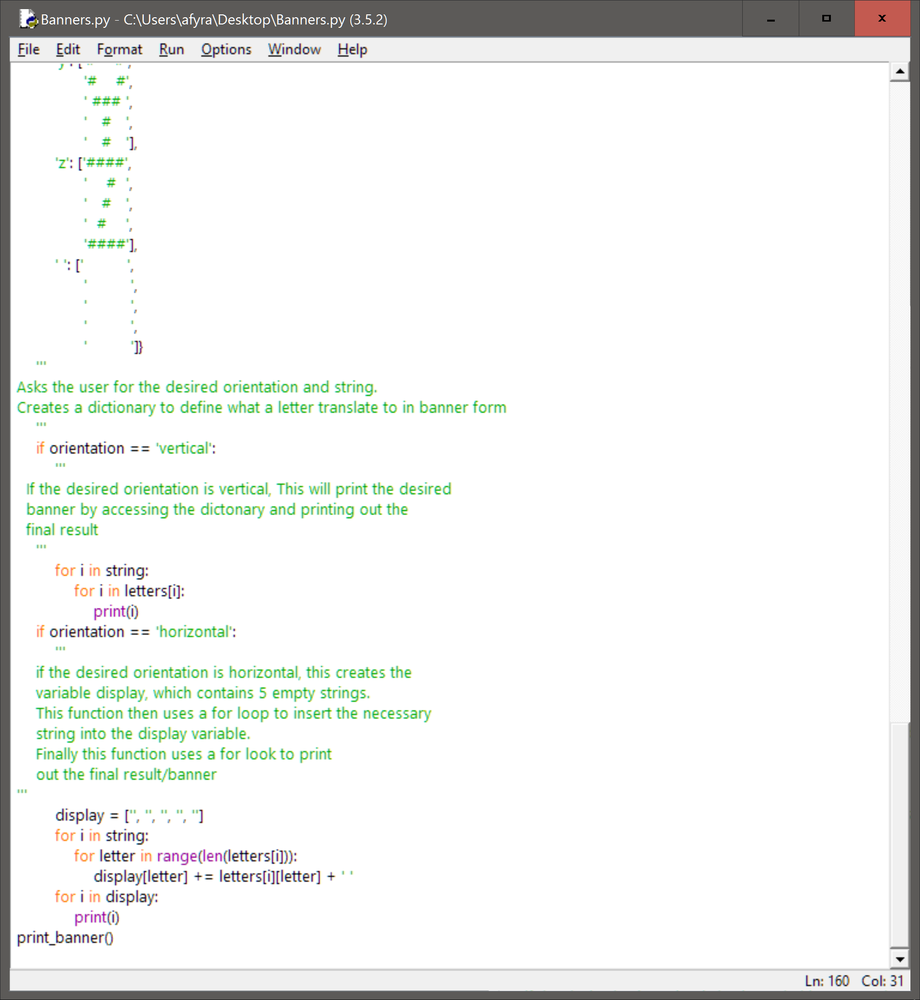 Banners.py - C:\Users\afyra\Desktop\Banners.py (3.5.2)
File Edit Format Run Options Window Help
'#   #',
' ### ',
'  #  ',
'  #  '],
'z': ['####',
'   # ',
'  #  ',
' #   ',
'####'],
' ': ['     ',
'     ',
'     ',
'     ',
'     ']}
'''
Asks the user for the desired orientation and string.
Creates a dictionary to define what a letter translate to in banner form
'''
if orientation == 'vertical':
'''
If the desired orientation is vertical, This will print the desired
banner by accessing the dictonary and printing out the
final result
'''
for i in string:
for i in letters[i]:
print(i)
if orientation == 'horizontal':
'''
if the desired orientation is horizontal, this creates the
variable display, which contains 5 empty strings.
This function then uses a for loop to insert the necessary
string into the display variable.
Finally this function uses a for look to print
out the final result/banner
'''
display = ['', '', '', '', '']
for i in string:
for letter in range(len(letters[i])):
display[letter] += letters[i][letter] + ' '
for i in display:
print(i)
print_banner()
Ln: 160 Col: 31